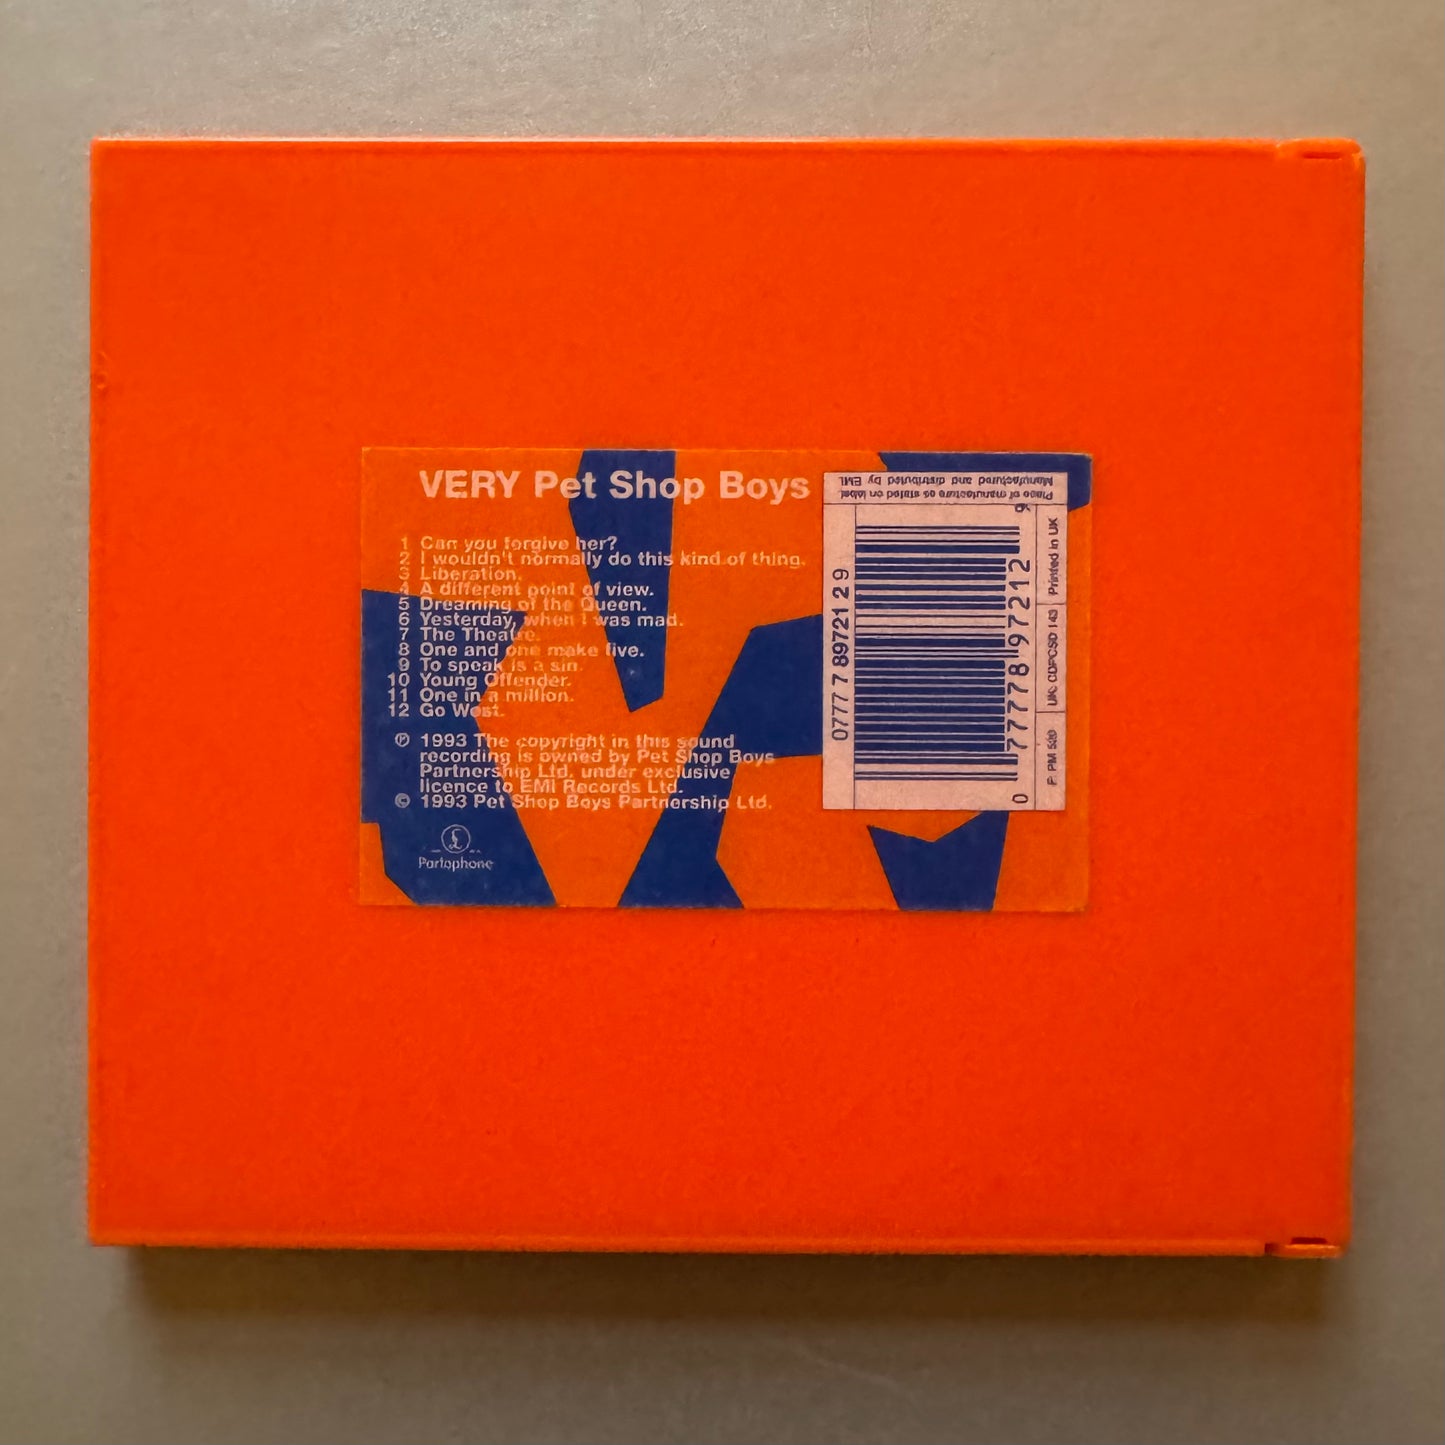 VERY Pet Shop Boys
1 Can you forgive her?
2 I wouldn't normally do this kind of thing.
3 Liberation.
4 A different point of view.
5 Dreaming of the Queen.
6 Yesterday, when I was mad.
7 The Theatre.
8 One and one make five.
9 To speak is a sin.
10 Young Offender.
11 One in a million.
12 Go West.
℗ 1993 The copyright in this sound
recording is owned by Pet Shop Boys
Partnership Ltd. under exclusive
licence to EMI Records Ltd.
© 1993 Pet Shop Boys Partnership Ltd.
£
Parlophone
Place of manufacture as stated on label.
Manufactured and distributed by EMI.
07777 89721 2 9
0 77778 97212 9
P: PM 520
UK: CDPCSD 143
Printed in UK